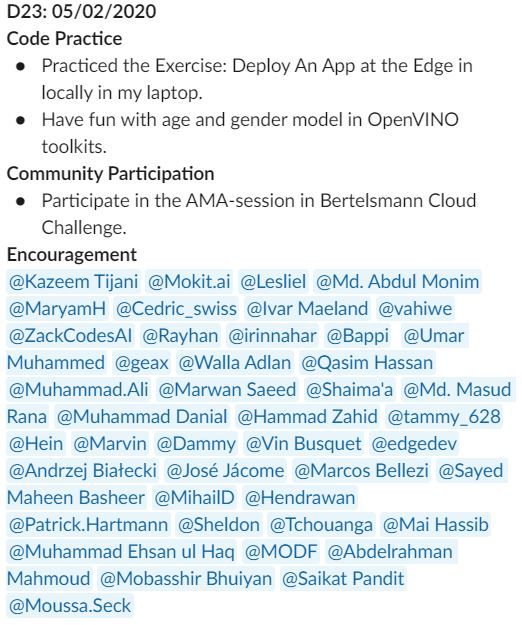 D23: 05/02/2020
Code Practice
● Practiced the Exercise: Deploy An App at the Edge in
locally in my laptop.
● Have fun with age and gender model in OpenVINO
toolkits.
Community Participation
● Participate in the AMA-session in Bertelsmann Cloud
Challenge.
Encouragement
@Kazeem Tijani @Mokit.ai @Lesliel @Md. Abdul Monim
@MaryamH @Cedric_swiss @Ivar Maeland @vahiwe
@ZackCodesAI @Rayhan @irinnahar @Bappi @Umar
Muhammed @geax @Walla Adlan @Qasim Hassan
@Muhammad.Ali @Marwan Saeed @Shaima'a @Md. Masud
Rana @Muhammad Danial @Hammad Zahid @tammy_628
@Hein @Marvin @Dammy @Vin Busquet @edgedev
@Andrzej Białecki @José Jácome @Marcos Bellezi @Sayed
Maheen Basheer @MihailD @Hendrawan
@Patrick.Hartmann @Sheldon @Tchouanga @Mai Hassib
@Muhammad Ehsan ul Haq @MODF @Abdelrahman
Mahmoud @Mobasshir Bhuiyan @Saikat Pandit
@Moussa.Seck